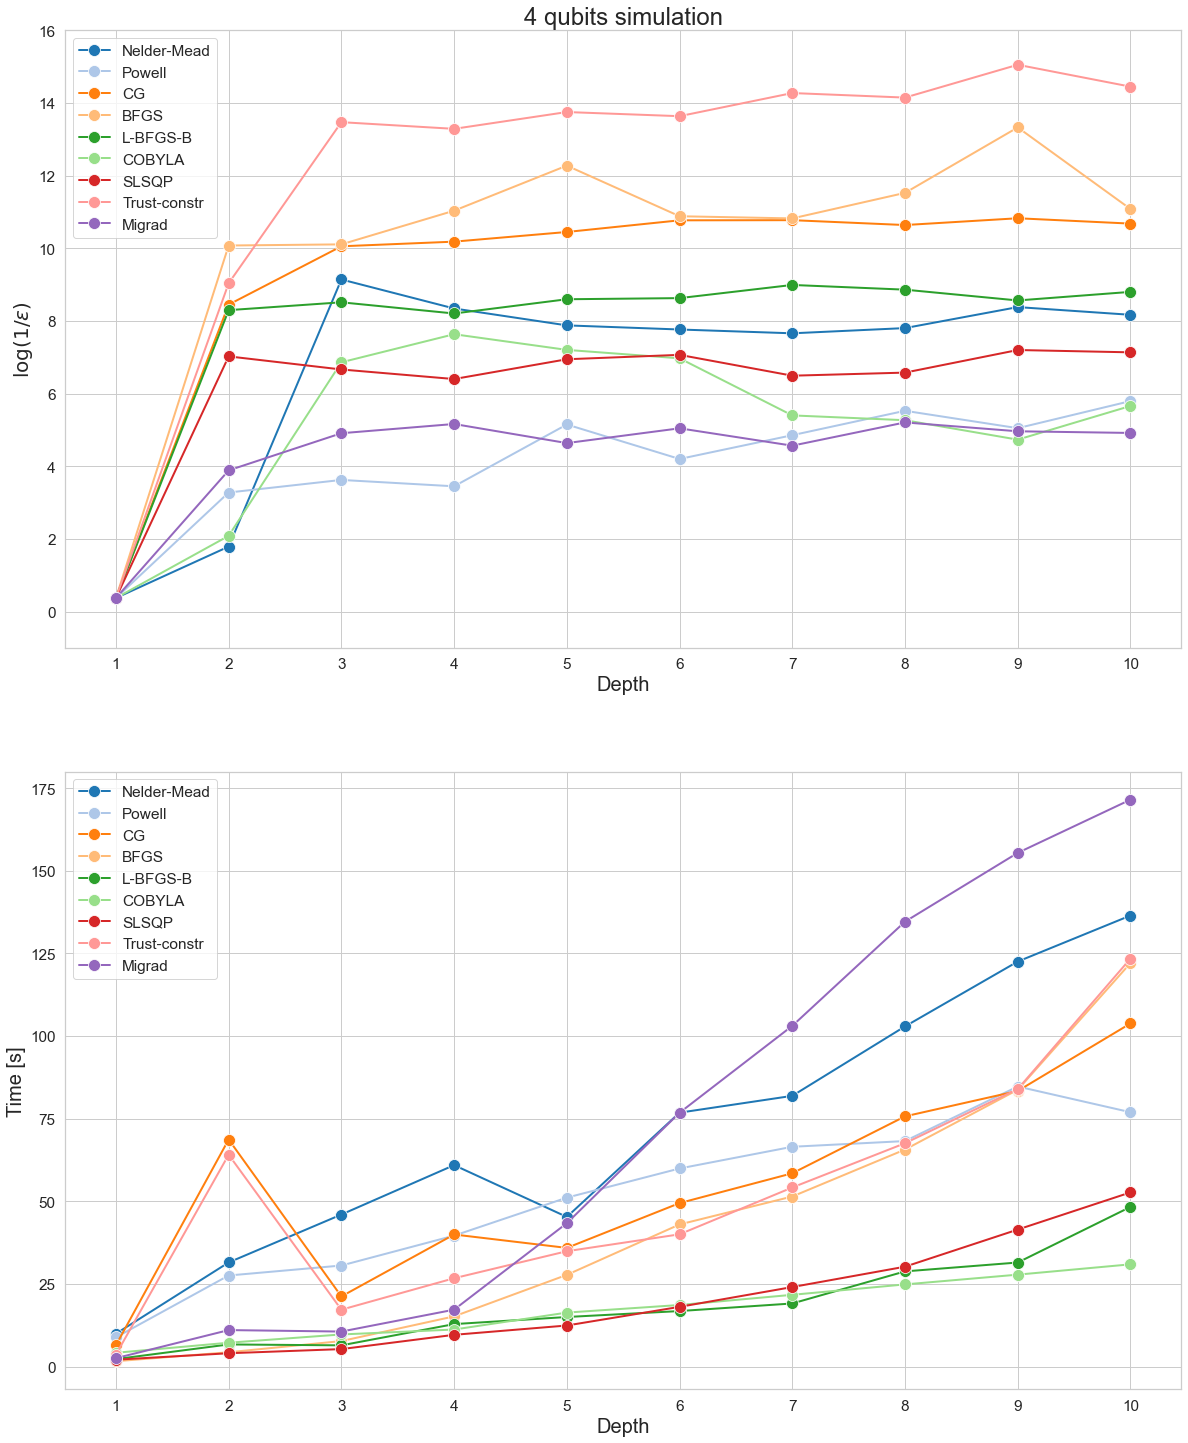 4 qubits simulation
16
14
12
10
8
6
4
2
0
log(1/ε)
Nelder-Mead
Powell
CG
BFGS
L-BFGS-B
COBYLA
SLSQP
Trust-constr
Migrad
1 2 3 4 5 6 7 8 9 10
Depth
175
150
125
100
75
50
25
0
Time [s]
Nelder-Mead
Powell
CG
BFGS
L-BFGS-B
COBYLA
SLSQP
Trust-constr
Migrad
1 2 3 4 5 6 7 8 9 10
Depth